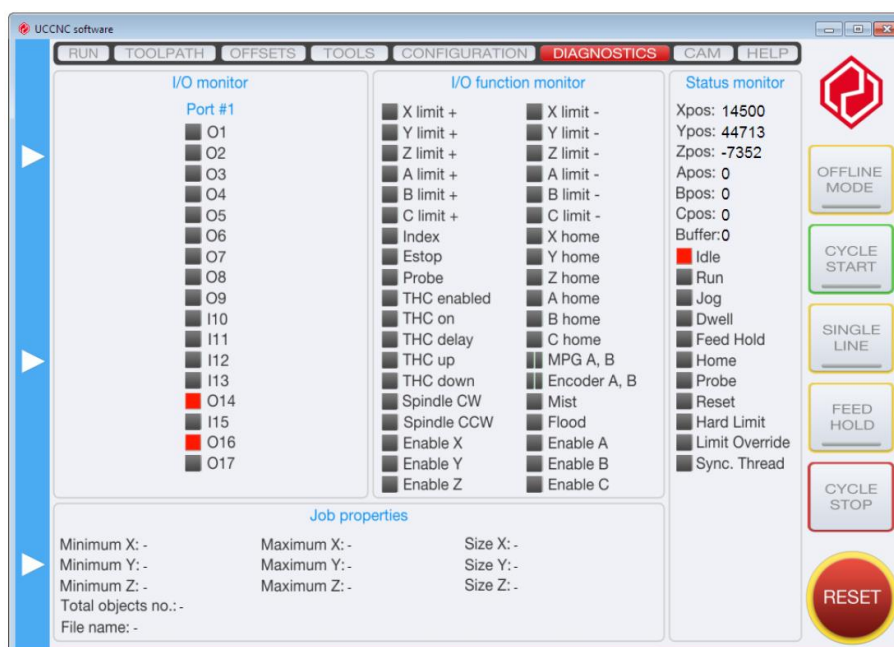 UCCNC software
RUN TOOLPATH OFFSETS TOOLS CONFIGURATION DIAGNOSTICS CAM HELP
I/O monitor
Port #1
O1
O2
O3
O4
O5
O6
O7
O8
O9
I10
I11
I12
I13
O14
I15
O16
O17
I/O function monitor
X limit + X limit -
Y limit + Y limit -
Z limit + Z limit -
A limit + A limit -
B limit + B limit -
C limit + C limit -
Index X home
Estop Y home
Probe Z home
THC enabled A home
THC on B home
THC delay C home
THC up MPG A, B
THC down Encoder A, B
Spindle CW Mist
Spindle CCW Flood
Enable X Enable A
Enable Y Enable B
Enable Z Enable C
Status monitor
Xpos: 14500
Ypos: 44713
Zpos: -7352
Apos: 0
Bpos: 0
Cpos: 0
Buffer:0
Idle
Run
Jog
Dwell
Feed Hold
Home
Probe
Reset
Hard Limit
Limit Override
Sync. Thread
OFFLINE
MODE
CYCLE
START
SINGLE
LINE
FEED
HOLD
CYCLE
STOP
RESET
Job properties
Minimum X: - Maximum X: - Size X: -
Minimum Y: - Maximum Y: - Size Y: -
Minimum Z: - Maximum Z: - Size Z: -
Total objects no.: -
File name: -